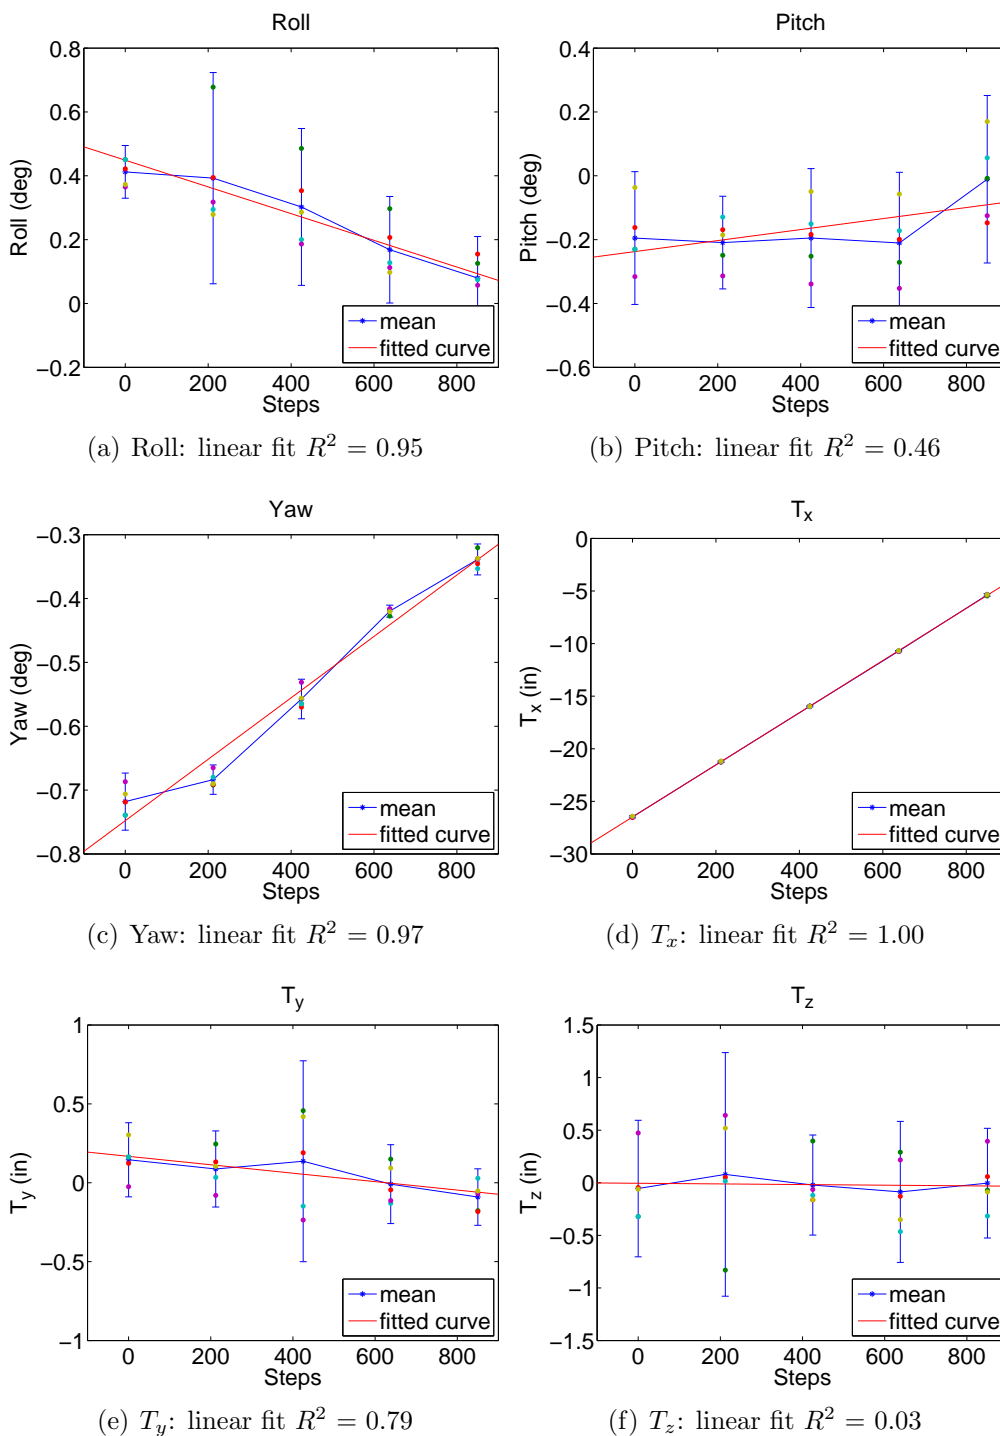 Roll
0.8
0.6
0.4
0.2
0
−0.2
Roll (deg)
0 200 400 600 800
Steps
mean
fitted curve
(a) Roll: linear fit R² = 0.95
Pitch
0.4
0.2
0
−0.2
−0.4
−0.6
Pitch (deg)
0 200 400 600 800
Steps
mean
fitted curve
(b) Pitch: linear fit R² = 0.46
Yaw
−0.3
−0.4
−0.5
−0.6
−0.7
−0.8
Yaw (deg)
0 200 400 600 800
Steps
mean
fitted curve
(c) Yaw: linear fit R² = 0.97
Tₓ
0
−5
−10
−15
−20
−25
−30
Tₓ (in)
0 200 400 600 800
Steps
mean
fitted curve
(d) Tₓ: linear fit R² = 1.00
T_y
1
0.5
0
−0.5
−1
T_y (in)
0 200 400 600 800
Steps
mean
fitted curve
(e) T_y: linear fit R² = 0.79
T_z
1.5
1
0.5
0
−0.5
−1
−1.5
T_z (in)
0 200 400 600 800
Steps
mean
fitted curve
(f) T_z: linear fit R² = 0.03